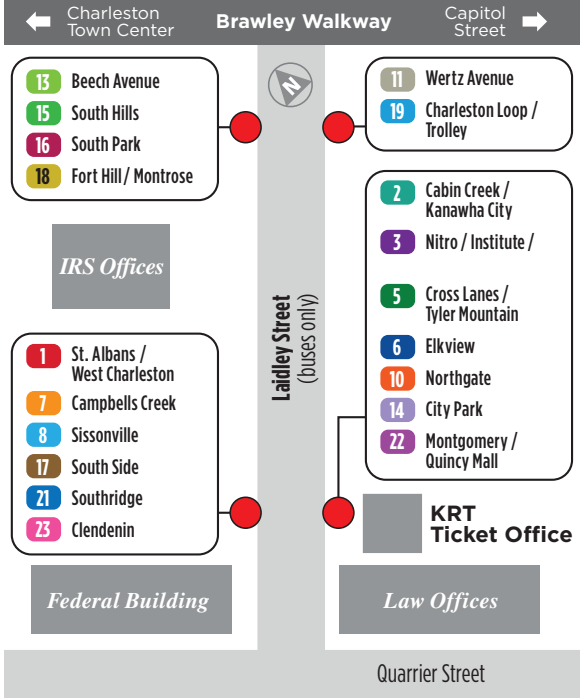 Charleston
Town Center
Brawley Walkway
Capitol
Street
N
13 Beech Avenue
15 South Hills
16 South Park
18 Fort Hill / Montrose
11 Wertz Avenue
19 Charleston Loop /
Trolley
2 Cabin Creek /
Kanawha City
3 Nitro / Institute /
5 Cross Lanes /
Tyler Mountain
6 Elkview
10 Northgate
14 City Park
22 Montgomery /
Quincy Mall
IRS Offices
Laidley Street
(buses only)
1 St. Albans /
West Charleston
7 Campbells Creek
8 Sissonville
17 South Side
21 Southridge
23 Clendenin
KRT
Ticket Office
Federal Building
Law Offices
Quarrier Street